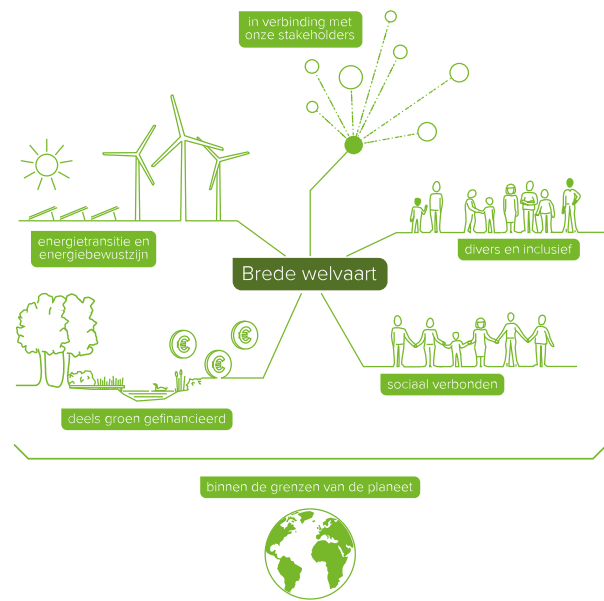 in verbinding met
onze stakeholders
energietransitie en
energiebewustzijn
divers en inclusief
Brede welvaart
sociaal verbonden
deels groen gefinancieerd
binnen de grenzen van de planeet